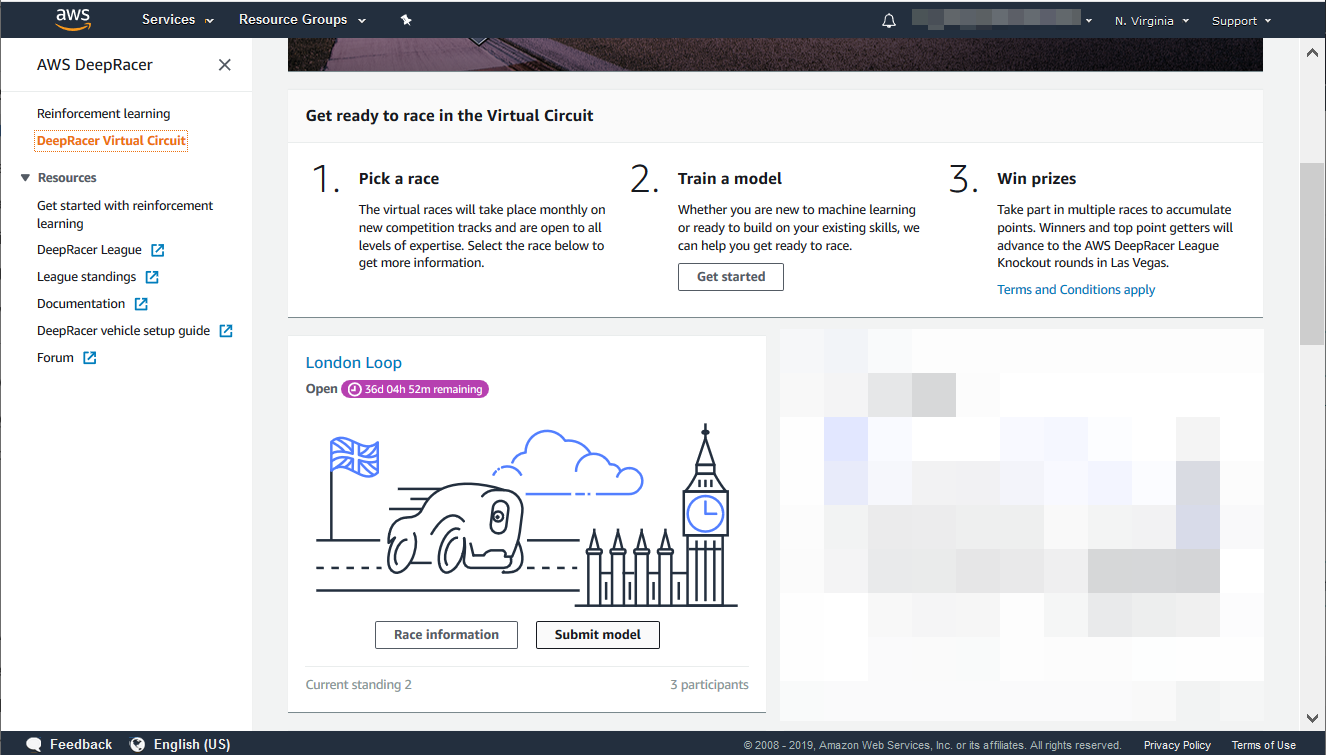 aws
Services
Resource Groups
N. Virginia
Support
AWS DeepRacer
Reinforcement learning
DeepRacer Virtual Circuit
Resources
Get started with reinforcement
learning
DeepRacer League
League standings
Documentation
DeepRacer vehicle setup guide
Forum
Get ready to race in the Virtual Circuit
1.
Pick a race
The virtual races will take place monthly on
new competition tracks and are open to all
levels of expertise. Select the race below to
get more information.
2.
Train a model
Whether you are new to machine learning
or ready to build on your existing skills, we
can help you get ready to race.
Get started
3.
Win prizes
Take part in multiple races to accumulate
points. Winners and top point getters will
advance to the AWS DeepRacer League
Knockout rounds in Las Vegas.
Terms and Conditions apply
London Loop
Open 36d 04h 52m remaining
Race information
Submit model
Current standing 2
3 participants
Feedback
English (US)
© 2008 - 2019, Amazon Web Services, Inc. or its affiliates. All rights reserved.
Privacy Policy
Terms of Use